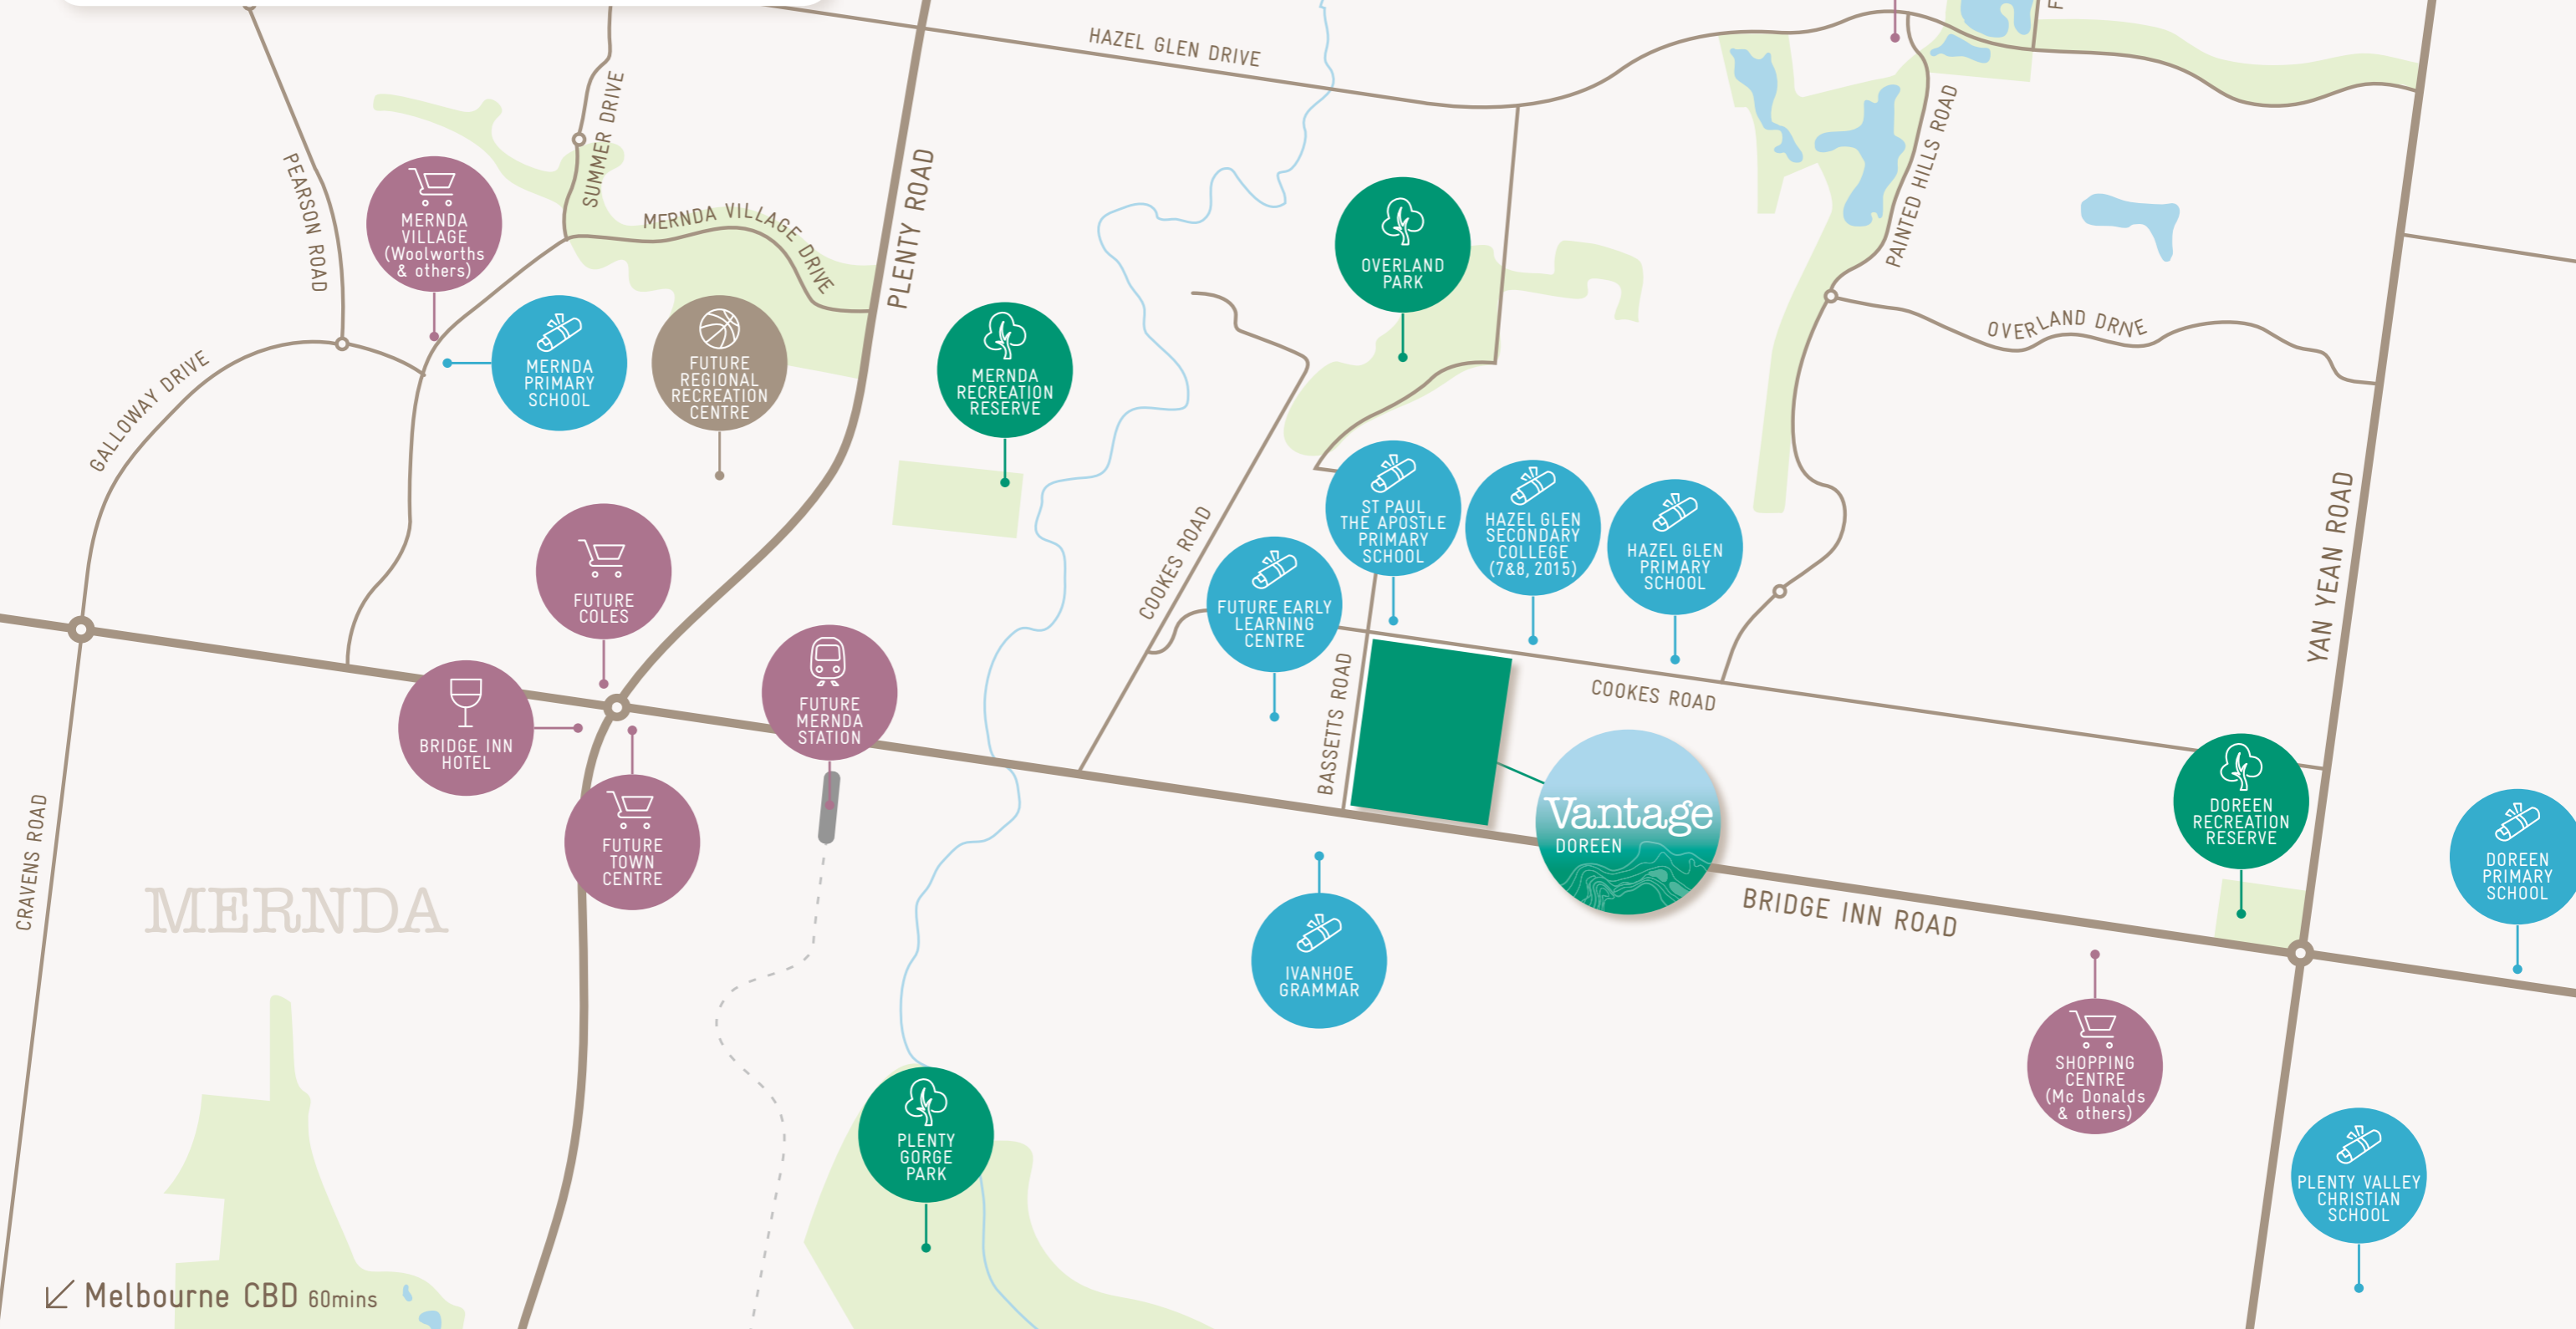 HAZEL GLEN DRIVE
F
SUMMER DRIVE
PEARSON ROAD
MERNDA
VILLAGE
(Woolworths
& others)
MERNDA VILLAGE DRIVE
PLENTY ROAD
PAINTED HILLS ROAD
OVERLAND
PARK
OVERLAND DRIVE
GALLOWAY DRIVE
MERNDA
PRIMARY
SCHOOL
FUTURE
REGIONAL
RECREATION
CENTRE
MERNDA
RECREATION
RESERVE
COOKES ROAD
ST PAUL
THE APOSTLE
PRIMARY
SCHOOL
HAZEL GLEN
SECONDARY
COLLEGE
(7&8, 2015)
HAZEL GLEN
PRIMARY
SCHOOL
YAN YEAN ROAD
FUTURE EARLY
LEARNING
CENTRE
FUTURE
COLES
BRIDGE INN
HOTEL
FUTURE
MERNDA
STATION
BASSETTS ROAD
COOKES ROAD
Vantage
DOREEN
DOREEN
RECREATION
RESERVE
DOREEN
PRIMARY
SCHOOL
FUTURE
TOWN
CENTRE
CRAVENS ROAD
MERNDA
BRIDGE INN ROAD
IVANHOE
GRAMMAR
SHOPPING
CENTRE
(Mc Donalds
& others)
PLENTY
GORGE
PARK
PLENTY VALLEY
CHRISTIAN
SCHOOL
Melbourne CBD 60mins